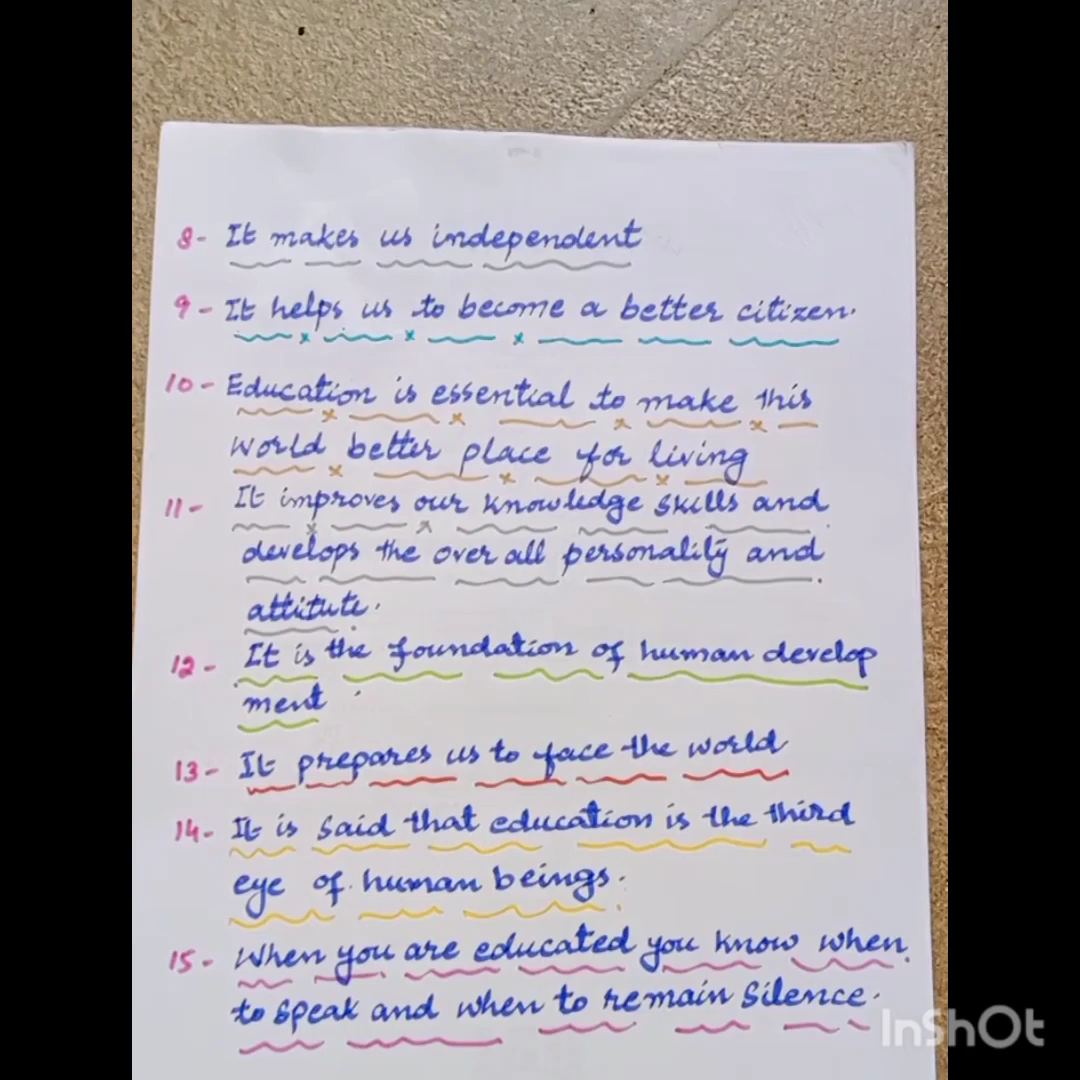 8- It makes us independent
9- It helps us to become a better citizen.
10- Education is essential to make this
world better place for living
11- It improves our knowledge skills and
develops the over all personality and
attitute.
12- It is the foundation of human develop
ment
13- It prepares us to face the world
14- It is said that education is the third
eye of human beings.
15- When you are educated you know when
to speak and when to remain silence.
InShOt